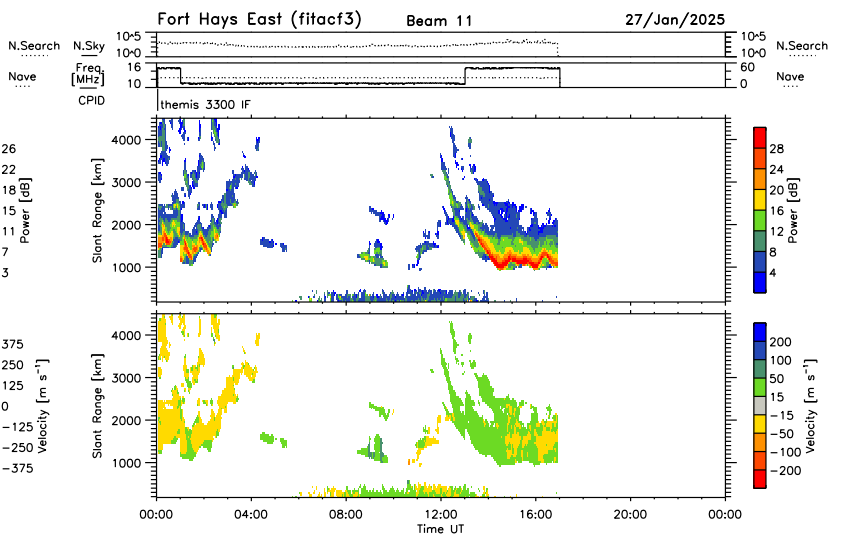 Fort Hays East (fitacf3) Beam 11 27/Jan/2025
N.Search N.Sky 10^5 10^0 10^5 10^0 N.Search
Nave Freq. [MHz] 16 10 60 0 Nave
CPID themis 3300 IF
26 22 18 15 11 7 3
Power [dB]
Slant Range [km]
4000 3000 2000 1000
28 24 20 16 12 8 4
Power [dB]
375 250 125 0 −125 −250 −375
Velocity [m s⁻¹]
Slant Range [km]
4000 3000 2000 1000
200 100 50 15 −15 −50 −100 −200
Velocity [m s⁻¹]
00:00 04:00 08:00 12:00 16:00 20:00 00:00
Time UT